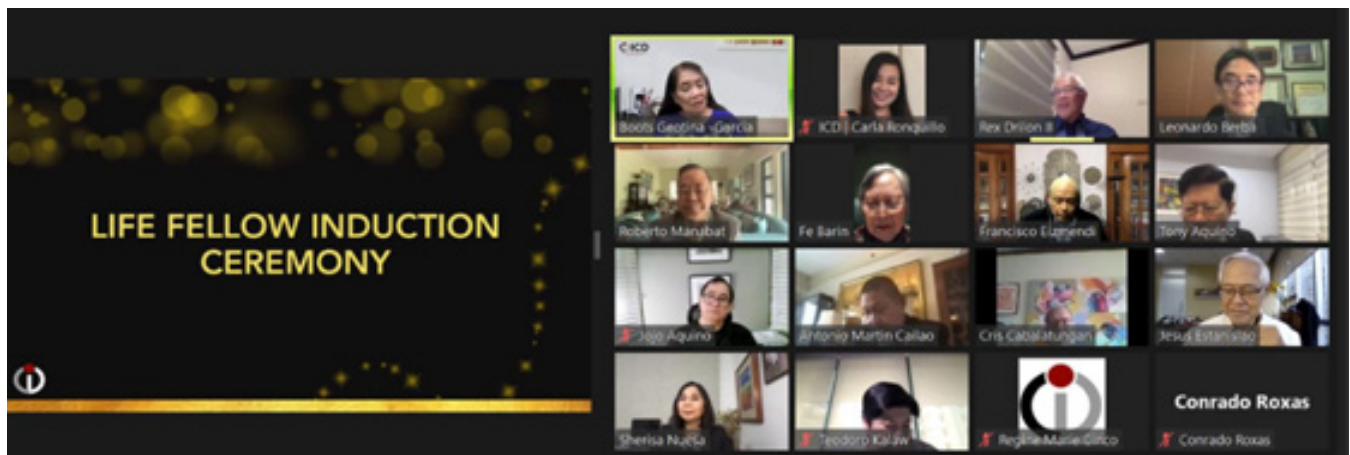 LIFE FELLOW INDUCTION
CEREMONY
ICD
Boots Geotina -Garcia
ICD | Carla Ronquillo
Rex Drilon II
Leonardo Berba
Roberto Manabat
Fe Barin
Francisco Eizmendi
Tony Aquino
Jojo Aquino
Antonio Martin Cailao
Cris Cabalatungan
Jesus Estanislao
Sherisa Nuesa
Teodoro Kalaw
Regine Marie Dinco
Conrado Roxas
Conrado Roxas